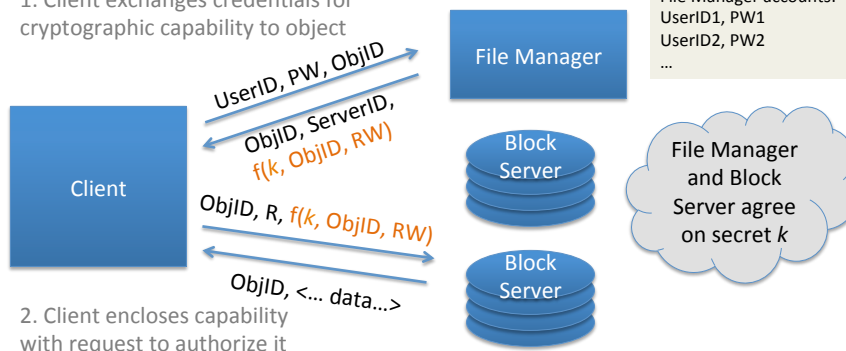 1. Client exchanges credentials for
cryptographic capability to object
File Manager accounts:
UserID1, PW1
UserID2, PW2
…
File Manager
UserID, PW, ObjID
ObjID, ServerID,
f(k, ObjID, RW)
Client
Block
Server
File Manager
and Block
Server agree
on secret k
ObjID, R, f(k, ObjID, RW)
Block
Server
ObjID, <… data…>
2. Client encloses capability
with request to authorize it